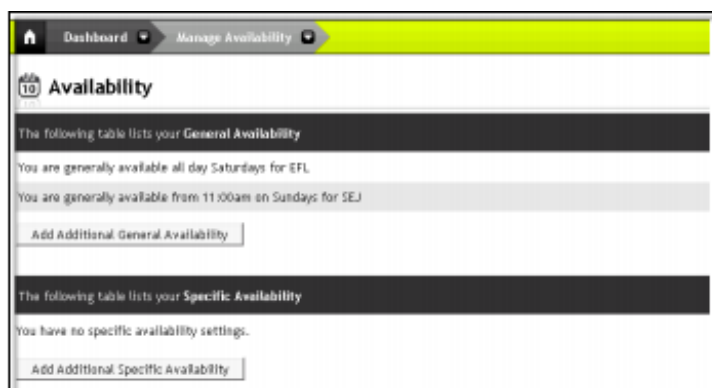 Dashboard Manage Availability
10 Availability
The following table lists your General Availability
You are generally available all day Saturdays for EFL
You are generally available from 11:00am on Sundays for SEJ
Add Additional General Availability
The following table lists your Specific Availability
You have no specific availability settings.
Add Additional Specific Availability